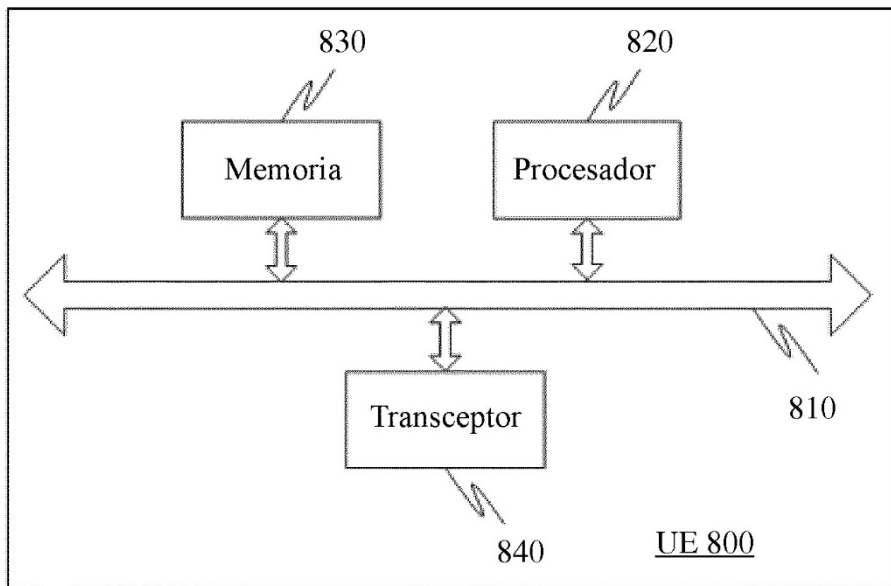 830
820
Memoria
Procesador
810
Transceptor
840
UE 800